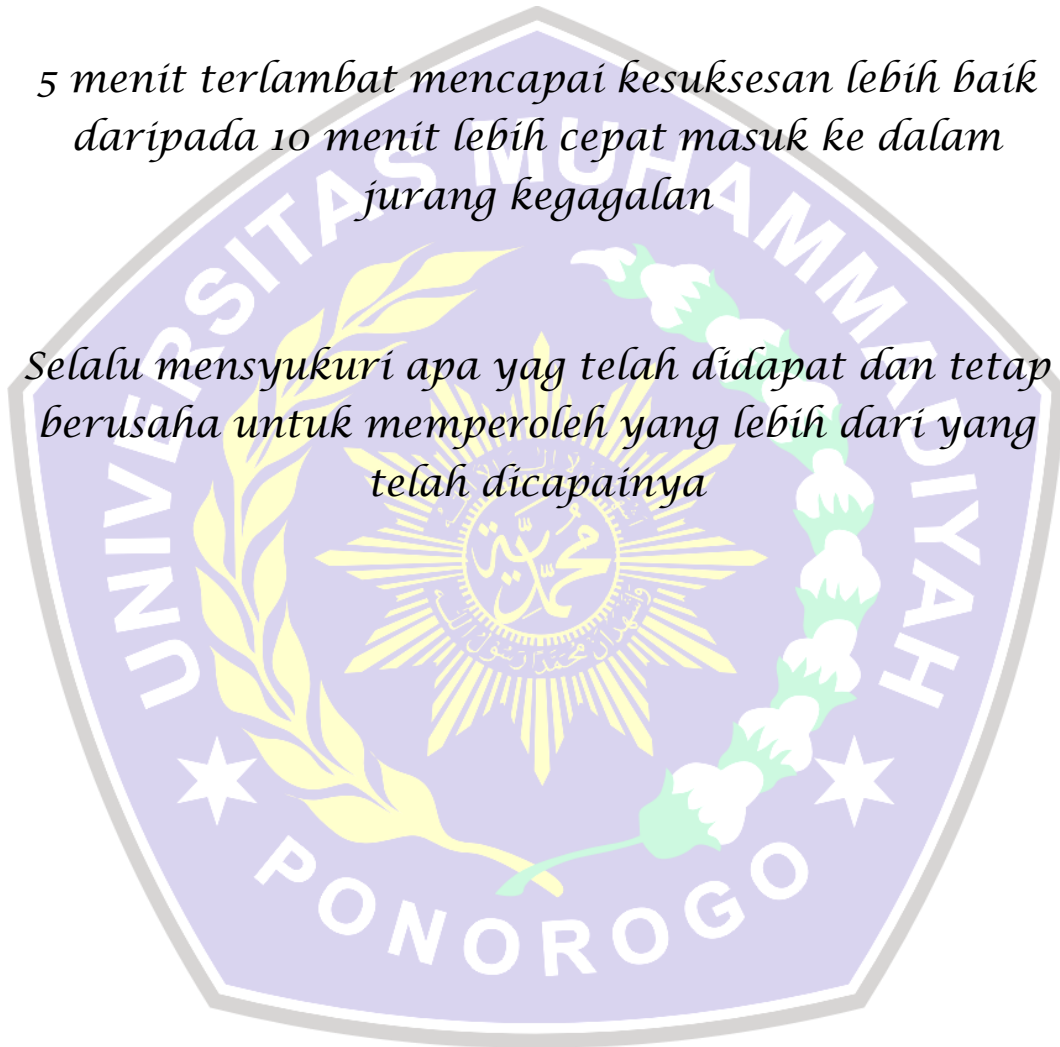 5 menit terlambat mencapai kesuksesan lebih baik
daripada 10 menit lebih cepat masuk ke dalam
jurang kegagalan
Selalu mensyukuri apa yag telah didapat dan tetap
berusaha untuk memperoleh yang lebih dari yang
telah dicapainya
UNIVERSITAS MUHAMMADIYAH
PONOROGO
محمدية